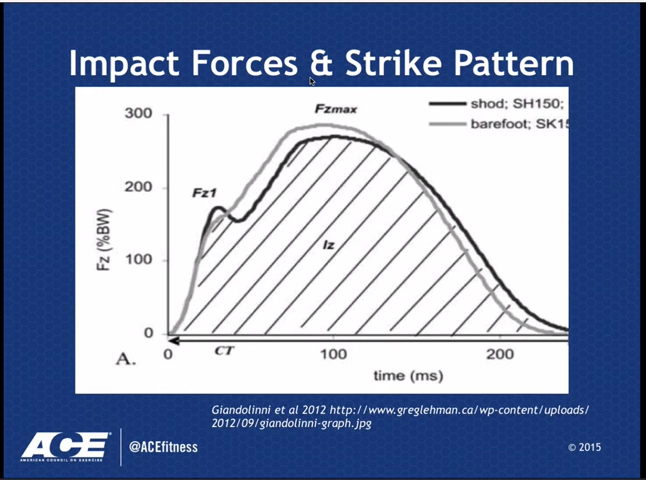 Impact Forces & Strike Pattern
300
Fzmax
shod; SH150;
barefoot; SK15
200
Fz1
Fz (%BW)
Iz
100
0
A.
0
CT
100
200
time (ms)
Giandolinni et al 2012 http://www.greglehman.ca/wp-content/uploads/
2012/09/giandolinni-graph.jpg
ACE
AMERICAN COUNCIL ON EXERCISE
@ACEfitness
© 2015